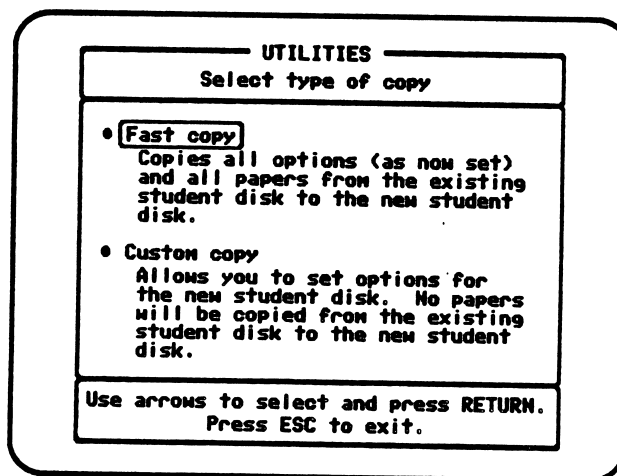 UTILITIES
Select type of copy
• Fast copy
Copies all options (as now set)
and all papers from the existing
student disk to the new student
disk.
• Custom copy
Allows you to set options for
the new student disk. No papers
will be copied from the existing
student disk to the new student
disk.
Use arrows to select and press RETURN.
Press ESC to exit.